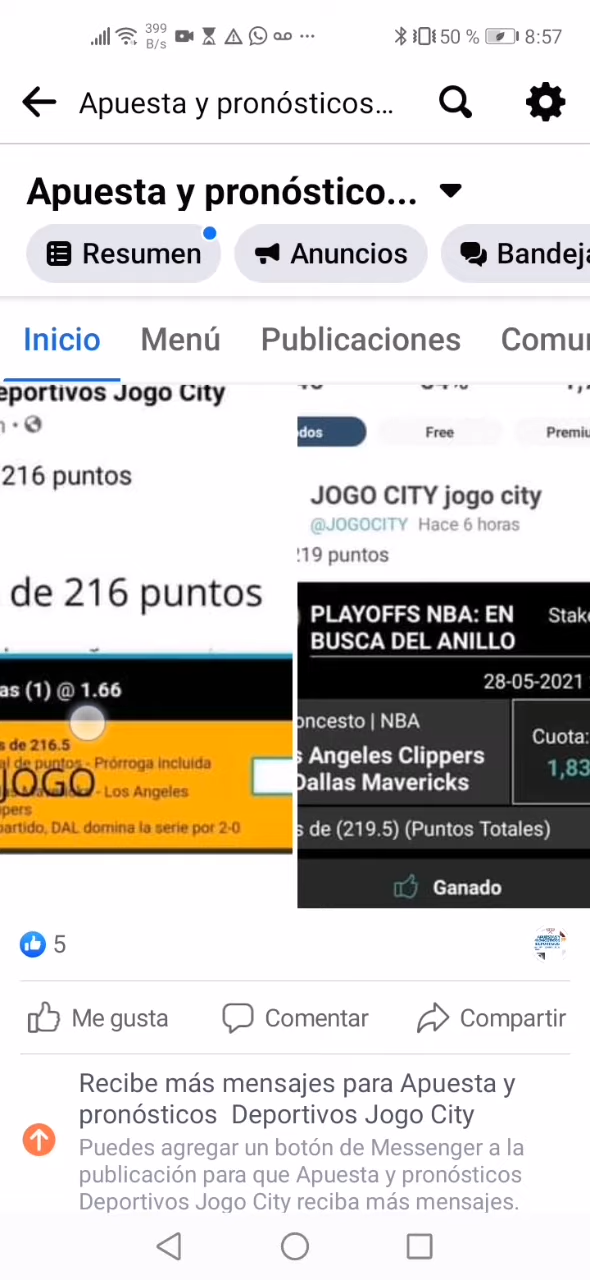 399
B/s
50 %
8:57
Apuesta y pronósticos...
Apuesta y pronóstico...
Resumen
Anuncios
Bandeja
Inicio
Menú
Publicaciones
Comun
eportivos Jogo City
216 puntos
de 216 puntos
as (1) @ 1.66
s de 216.5
al de puntos - Prórroga incluida
JOGO
- Los Angeles
pers
partido, DAL domina la serie por 2-0
dos
Free
Premiu
JOGO CITY jogo city
@JOGOCITY Hace 6 horas
219 puntos
PLAYOFFS NBA: EN
BUSCA DEL ANILLO
Stake
28-05-2021
oncesto | NBA
s Angeles Clippers
Dallas Mavericks
Cuota:
1,83
s de (219.5) (Puntos Totales)
Ganado
5
Me gusta
Comentar
Compartir
Recibe más mensajes para Apuesta y
pronósticos Deportivos Jogo City
Puedes agregar un botón de Messenger a la
publicación para que Apuesta y pronósticos
Deportivos Jogo City reciba más mensajes.